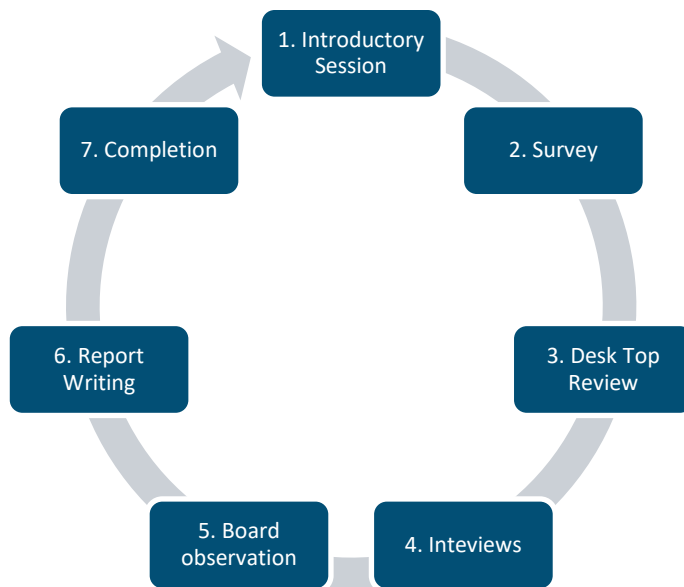 1. Introductory
Session
2. Survey
3. Desk Top
Review
4. Inteviews
5. Board
observation
6. Report
Writing
7. Completion